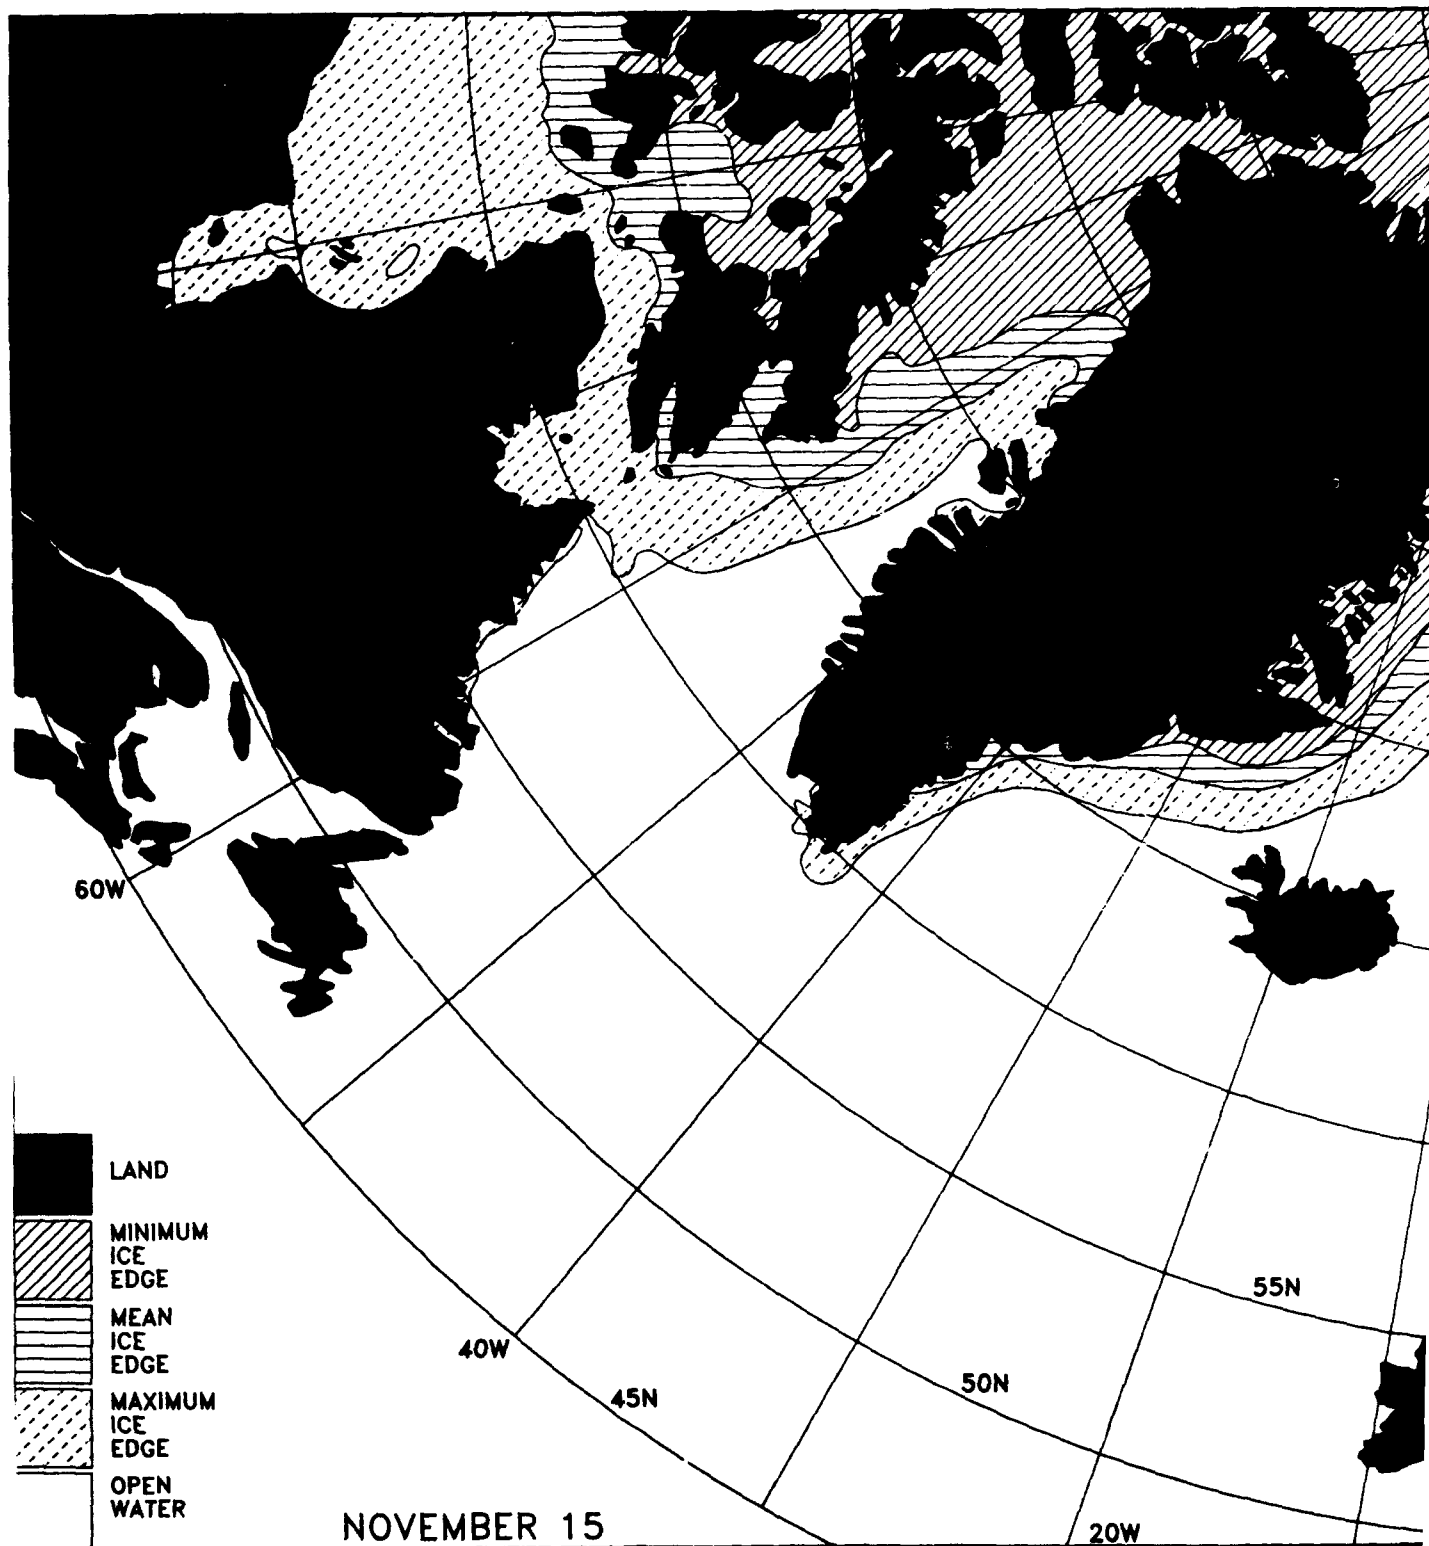 60W
LAND
MINIMUM
ICE
EDGE
MEAN
ICE
EDGE
MAXIMUM
ICE
EDGE
OPEN
WATER
40W
45N
50N
55N
20W
NOVEMBER 15